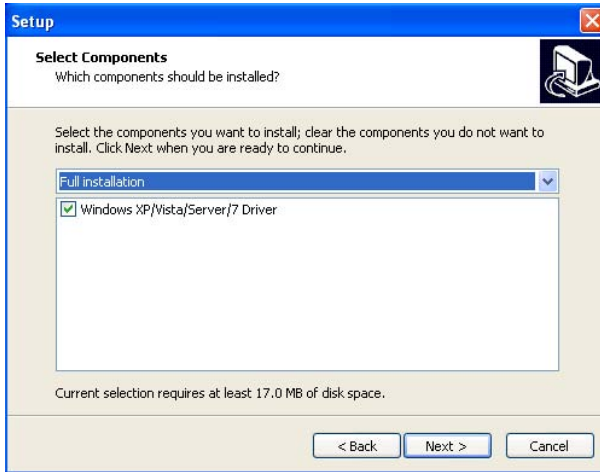 Setup
Select Components
Which components should be installed?
Select the components you want to install; clear the components you do not want to
install. Click Next when you are ready to continue.
Full installation
Windows XP/Vista/Server/7 Driver
Current selection requires at least 17.0 MB of disk space.
< Back
Next >
Cancel